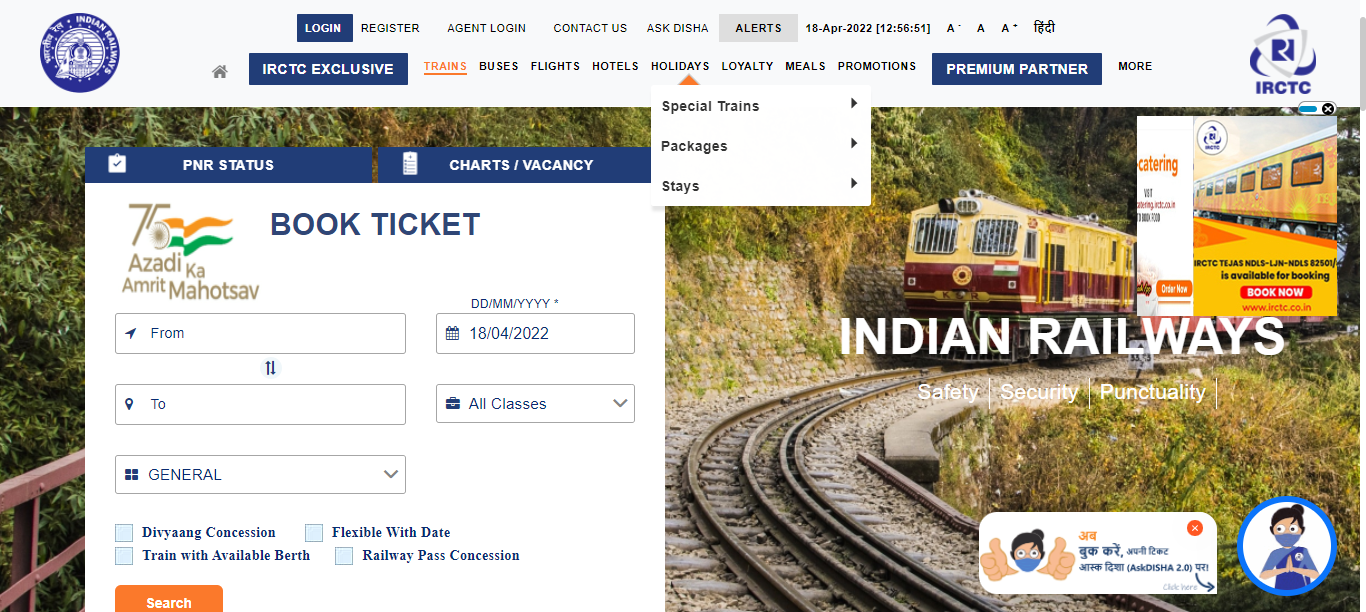 INDIAN RAILWAYS
भारतीय रेल
LOGIN REGISTER AGENT LOGIN CONTACT US ASK DISHA ALERTS 18-Apr-2022 [12:56:51] A- A A+ हिंदी
IRCTC EXCLUSIVE TRAINS BUSES FLIGHTS HOTELS HOLIDAYS LOYALTY MEALS PROMOTIONS PREMIUM PARTNER MORE
IRCTC
Special Trains
Packages
Stays
PNR STATUS CHARTS / VACANCY
75
Azadi Ka
Amrit Mahotsav
BOOK TICKET
DD/MM/YYYY *
From
18/04/2022
To
All Classes
GENERAL
Divyaang Concession Flexible With Date
Train with Available Berth Railway Pass Concession
Search
IRCTC
-catering
VISIT
catering.irctc.co.in
TO BOOK FOOD
Order Now
IRCTC TEJAS NDLS-LJN-NDLS 82501/
is available for booking
BOOK NOW
www.irctc.co.in
INDIAN RAILWAYS
Safety Security Punctuality
अब
बुक करें, अपनी टिकट
आस्क दिशा (AskDISHA 2.0) पर!
Click here